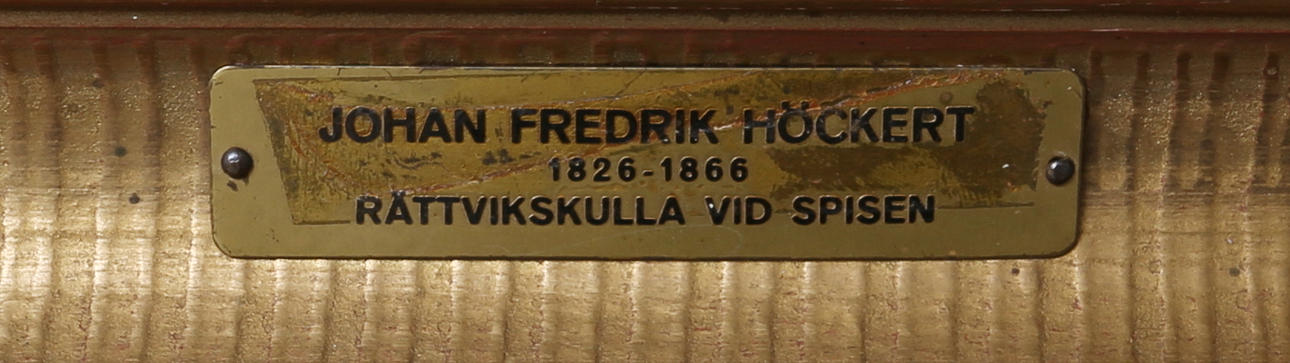 JOHAN FREDRIK HÖCKERT
1826-1866
RÄTTVIKSKULLA VID SPISEN